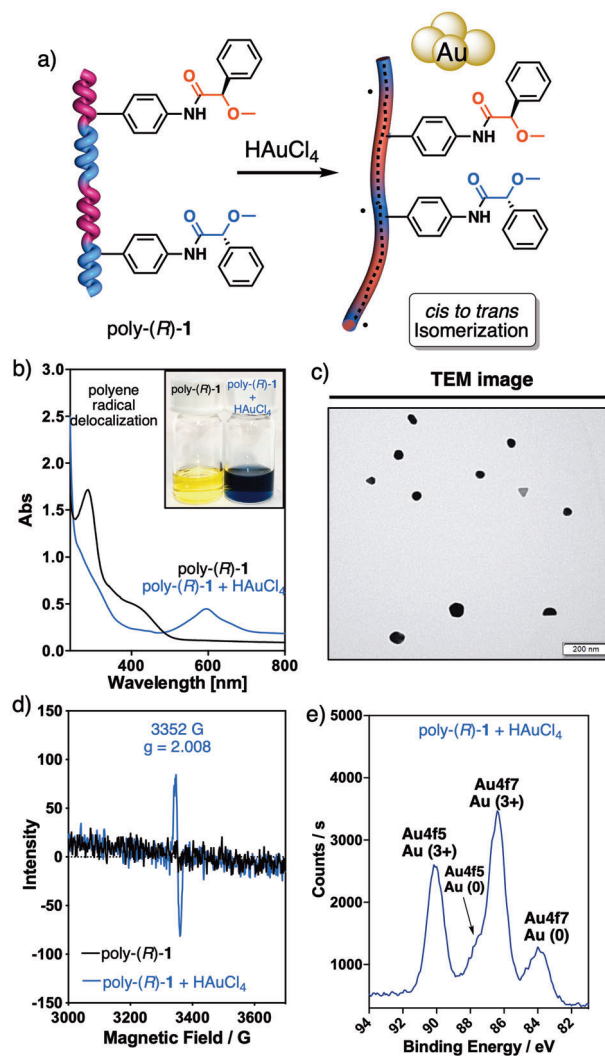 a)
Au
O
NH
O
HAuCl4
O
NH
O
O
NH
O
O
NH
O
poly-(R)-1
cis to trans
Isomerization
b)
3.0
2.5
2.0
1.5
1.0
0.5
0.0
Abs
polyene
radical
delocalization
poly-(R)-1
poly-(R)-1
+
HAuCl4
poly-(R)-1
poly-(R)-1 + HAuCl4
400
600
800
Wavelength [nm]
c)
TEM image
200 nm
d)
150
100
50
0
-50
-100
-150
Intensity
3352 G
g = 2.008
poly-(R)-1
poly-(R)-1 + HAuCl4
3000
3200
3400
3600
Magnetic Field / G
e)
5000
4000
3000
2000
1000
Counts / s
poly-(R)-1 + HAuCl4
Au4f7
Au (3+)
Au4f5
Au (3+)
Au4f5
Au (0)
Au4f7
Au (0)
94
92
90
88
86
84
82
Binding Energy / eV